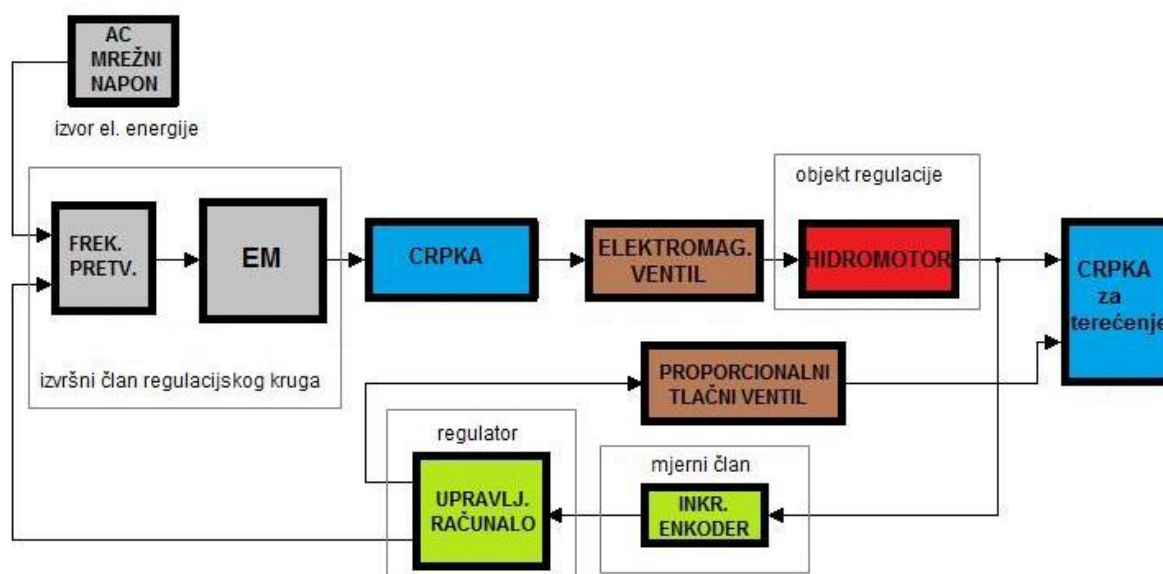 AC
MREŽNI
NAPON
izvor el. energije
objekt regulacije
FREK.
PRETV.
EM
CRPKA
ELEKTROMAG.
VENTIL
HIDROMOTOR
CRPKA
za
terećenje
izvršni član regulacijskog kruga
PROPORCIONALNI
TLAČNI VENTIL
regulator
mjerni član
UPRAVLJ.
RAČUNALO
INKR.
ENKODER